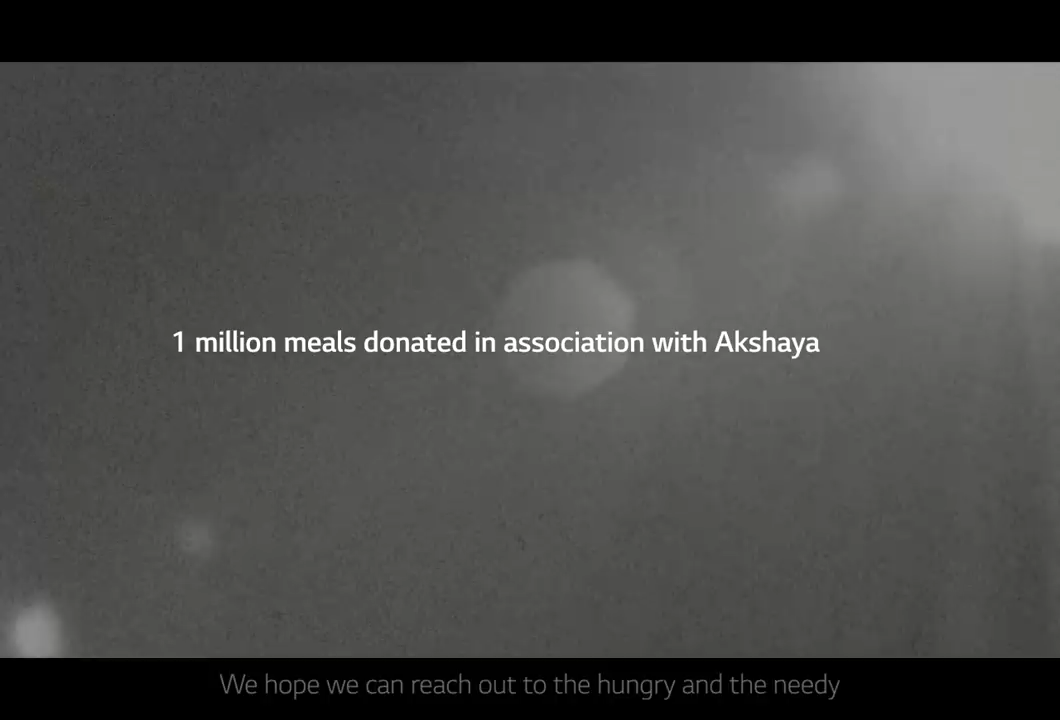 1 million meals donated in association with Akshaya
We hope we can reach out to the hungry and the needy